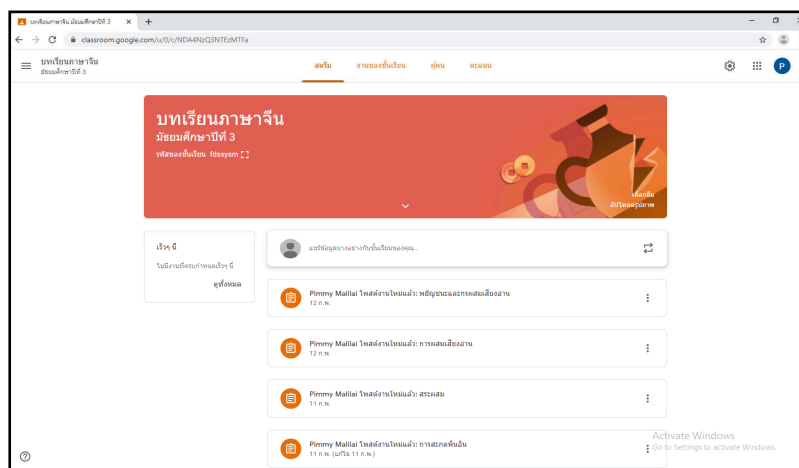 บทเรียนภาษาจีน มัธยมศึกษาปีที่ 3
classroom.google.com/u/0/c/NDA4NzQ3NTEzMTFa
บทเรียนภาษาจีน
มัธยมศึกษาปีที่ 3
สตรีม งานของชั้นเรียน ผู้คน คะแนน
P
บทเรียนภาษาจีน
มัธยมศึกษาปีที่ 3
รหัสของชั้นเรียน fdsxysm
เลือกธีม
อัปโหลดรูปภาพ
เร็วๆ นี้
ไม่มีงานที่ครบกำหนดเร็วๆ นี้
ดูทั้งหมด
แชร์ข้อมูลบางอย่างกับชั้นเรียนของคุณ...
Pimmy Malilai โพสต์งานใหม่แล้ว: พยัญชนะและกรผสมเสียงอ่าน
12 ก.พ.
Pimmy Malilai โพสต์งานใหม่แล้ว: การผสมเสียงอ่าน
12 ก.พ.
Pimmy Malilai โพสต์งานใหม่แล้ว: สระผสม
11 ก.พ.
Pimmy Malilai โพสต์งานใหม่แล้ว: การสะกดพินอิน
11 ก.พ. (แก้ไข 11 ก.พ.)
Activate Windows
Go to Settings to activate Windows.